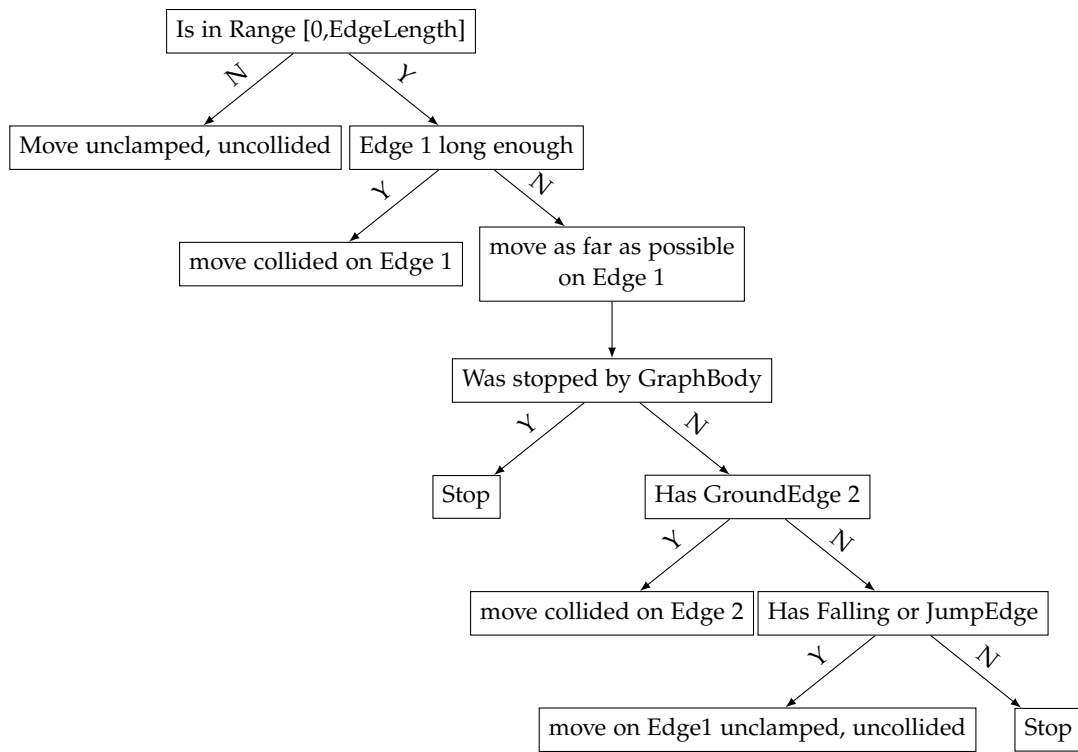 Is in Range [0,EdgeLength]
N
Y
Move unclamped, uncollided
Edge 1 long enough
Y
N
move collided on Edge 1
move as far as possible
on Edge 1
Was stopped by GraphBody
Y
N
Stop
Has GroundEdge 2
Y
N
move collided on Edge 2
Has Falling or JumpEdge
Y
N
move on Edge1 unclamped, uncollided
Stop